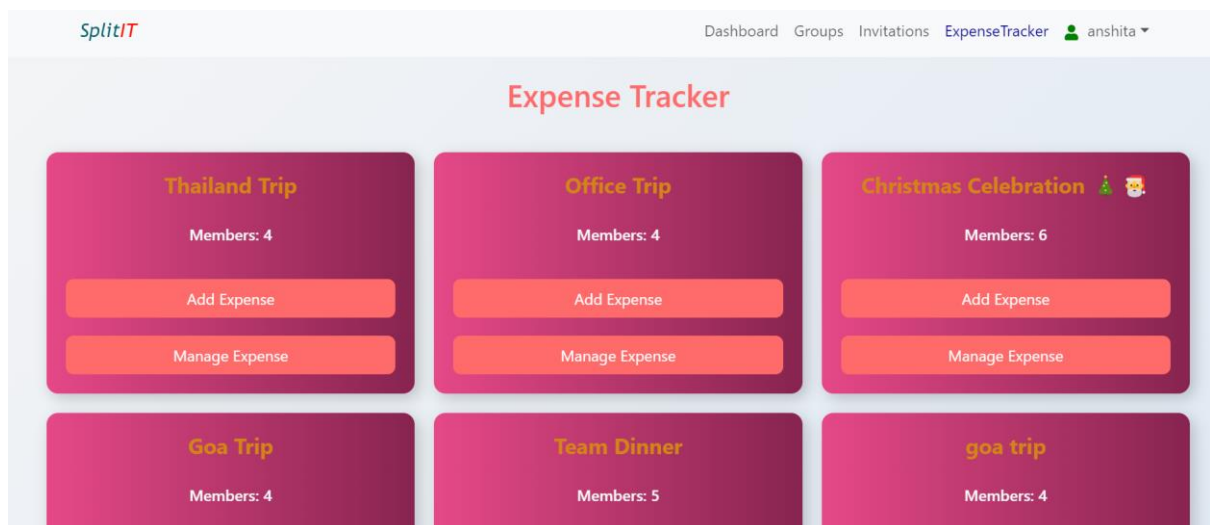 SplitIT
Dashboard Groups Invitations ExpenseTracker anshita
Expense Tracker
Thailand Trip
Members: 4
Add Expense
Manage Expense
Office Trip
Members: 4
Add Expense
Manage Expense
Christmas Celebration 🎄 🎅
Members: 6
Add Expense
Manage Expense
Goa Trip
Members: 4
Team Dinner
Members: 5
goa trip
Members: 4